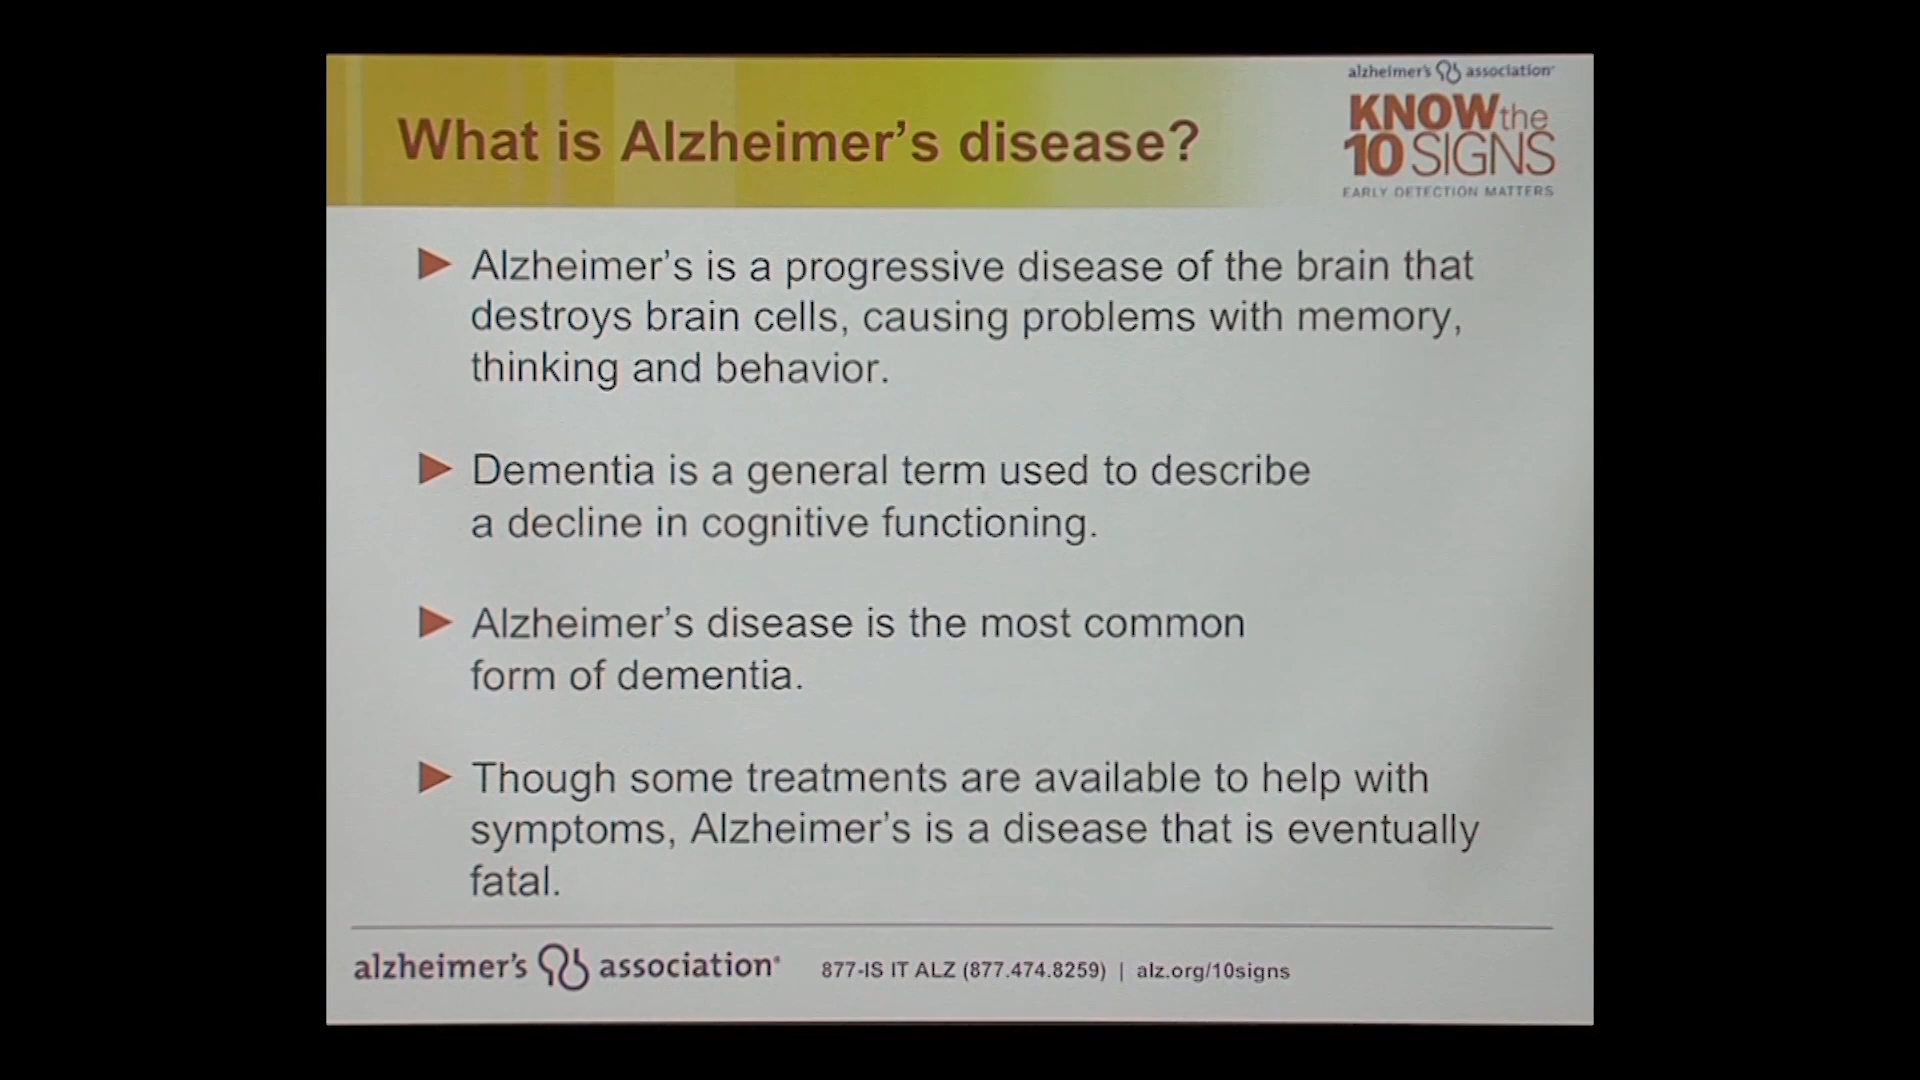 What is Alzheimer's disease?
alzheimer's association®
KNOW the
10 SIGNS
EARLY DETECTION MATTERS
Alzheimer's is a progressive disease of the brain that
destroys brain cells, causing problems with memory,
thinking and behavior.
Dementia is a general term used to describe
a decline in cognitive functioning.
Alzheimer's disease is the most common
form of dementia.
Though some treatments are available to help with
symptoms, Alzheimer's is a disease that is eventually
fatal.
alzheimer's association® 877-IS IT ALZ (877.474.8259) | alz.org/10signs